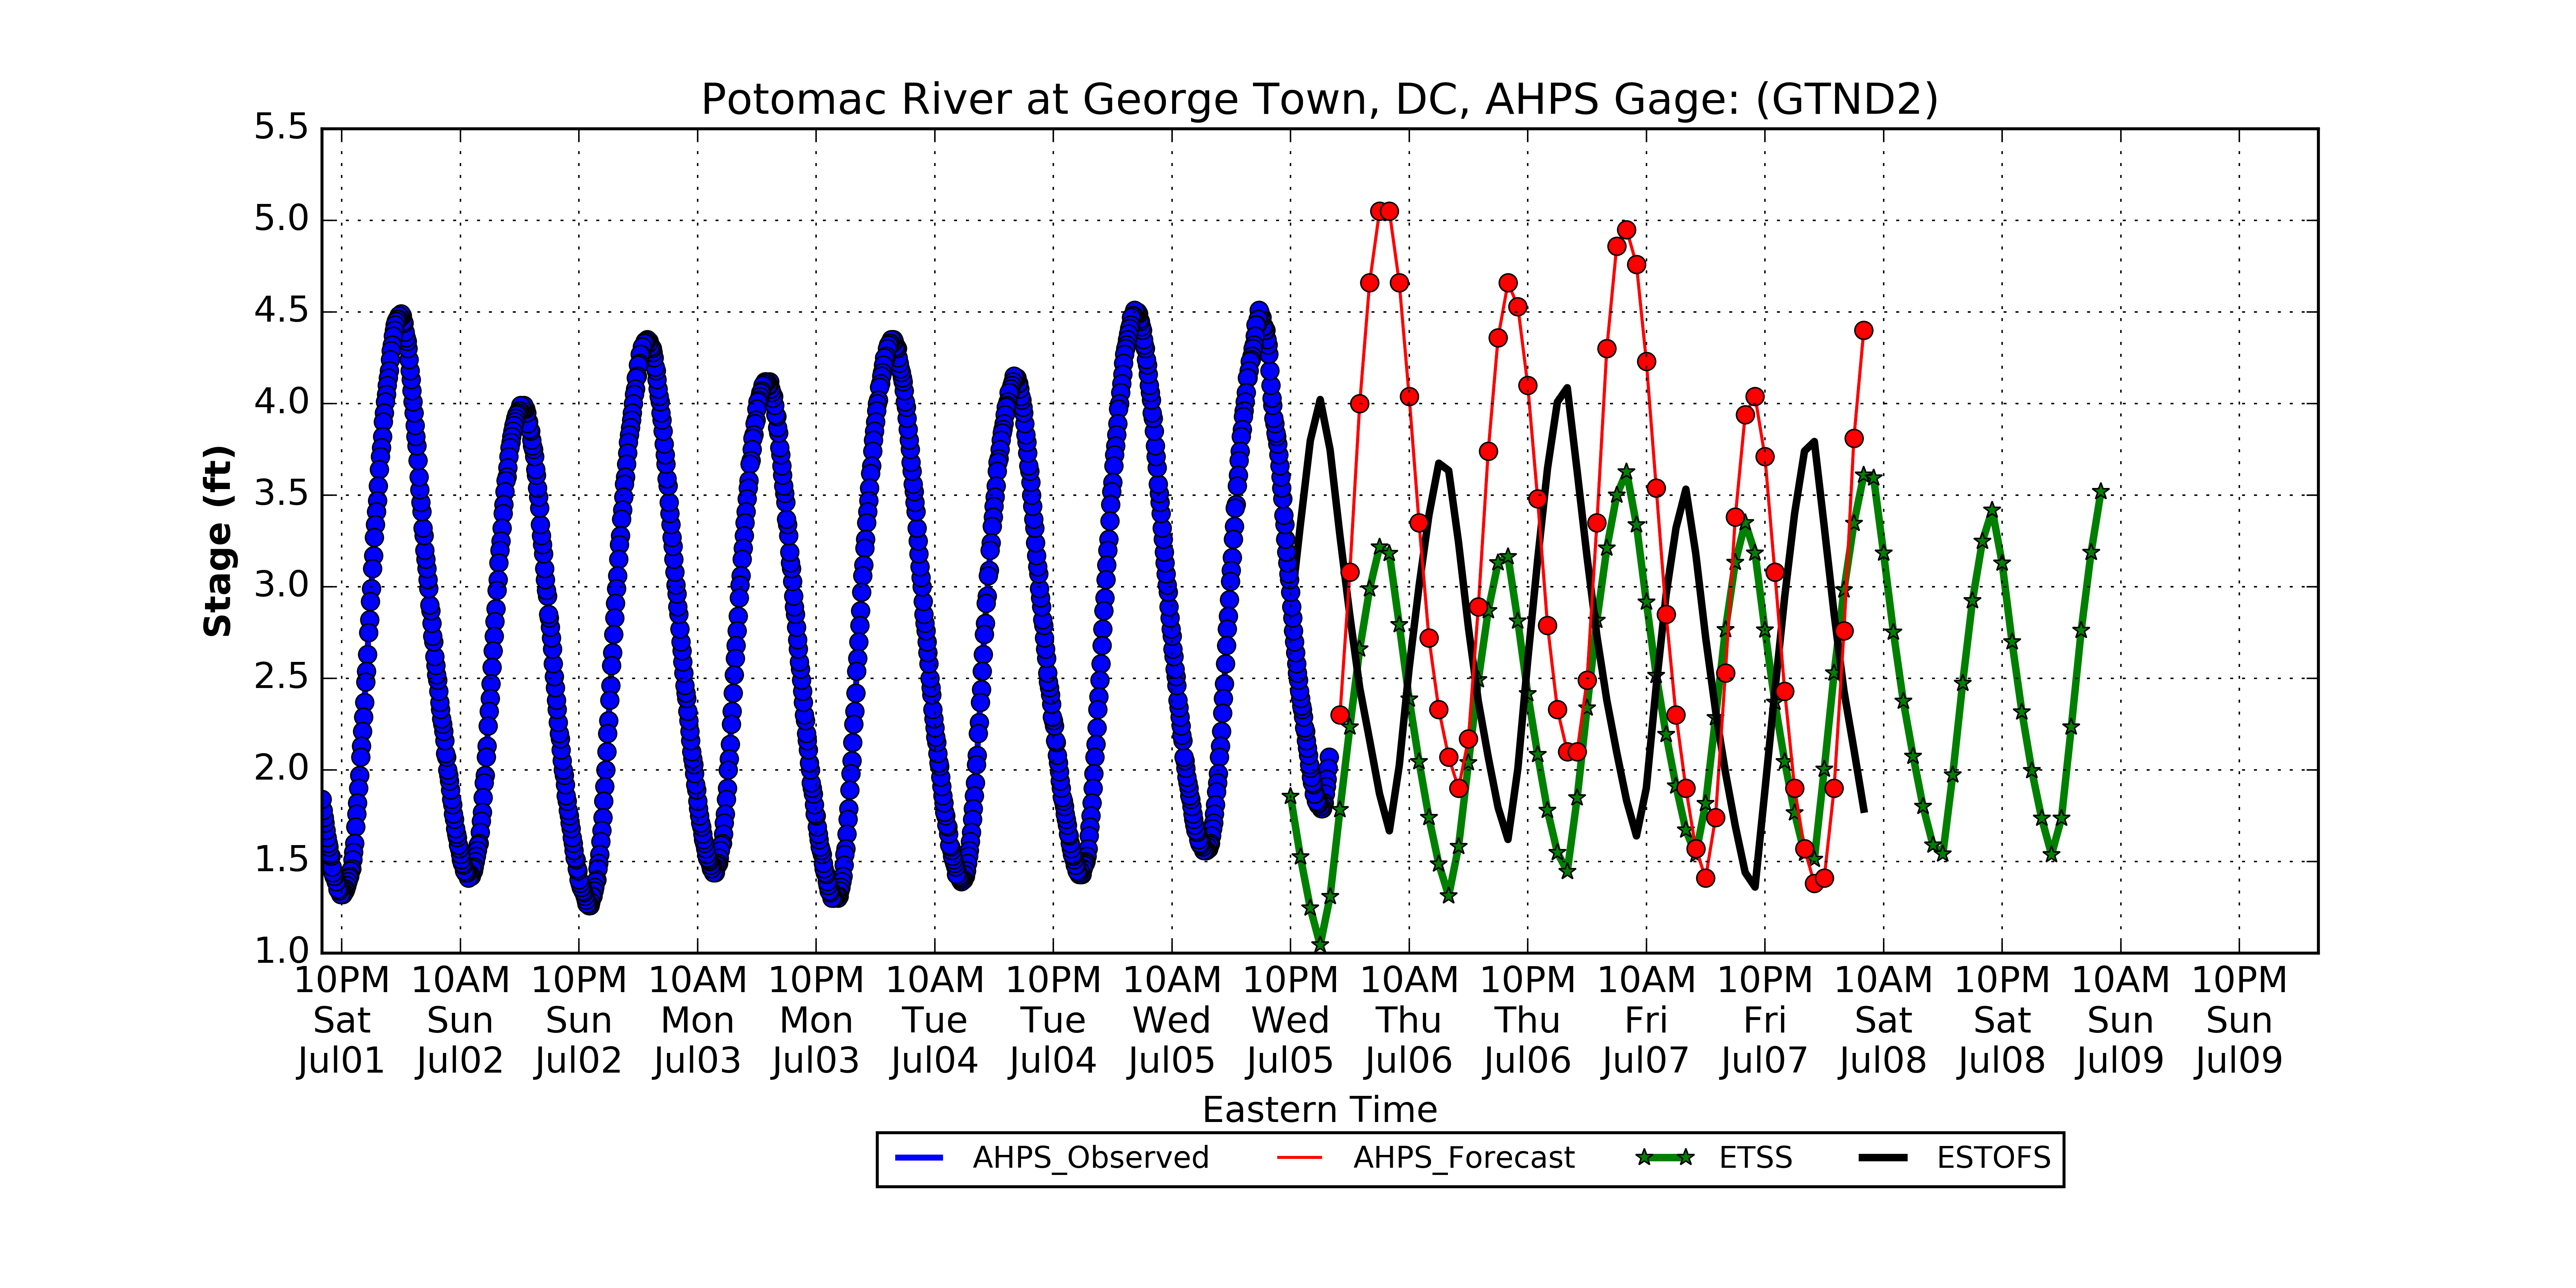 Potomac River at George Town, DC, AHPS Gage: (GTND2)
5.5
5.0
4.5
4.0
3.5
3.0
2.5
2.0
1.5
1.0
Stage (ft)
10PM 10AM 10PM 10AM 10PM 10AM 10PM 10AM 10PM 10AM 10PM 10AM 10PM 10AM 10PM 10AM 10PM
Sat Sun Sun Mon Mon Tue Tue Wed Wed Thu Thu Fri Fri Sat Sat Sun Sun
Jul01 Jul02 Jul02 Jul03 Jul03 Jul04 Jul04 Jul05 Jul05 Jul06 Jul06 Jul07 Jul07 Jul08 Jul08 Jul09 Jul09
Eastern Time
AHPS_Observed AHPS_Forecast ETSS ESTOFS